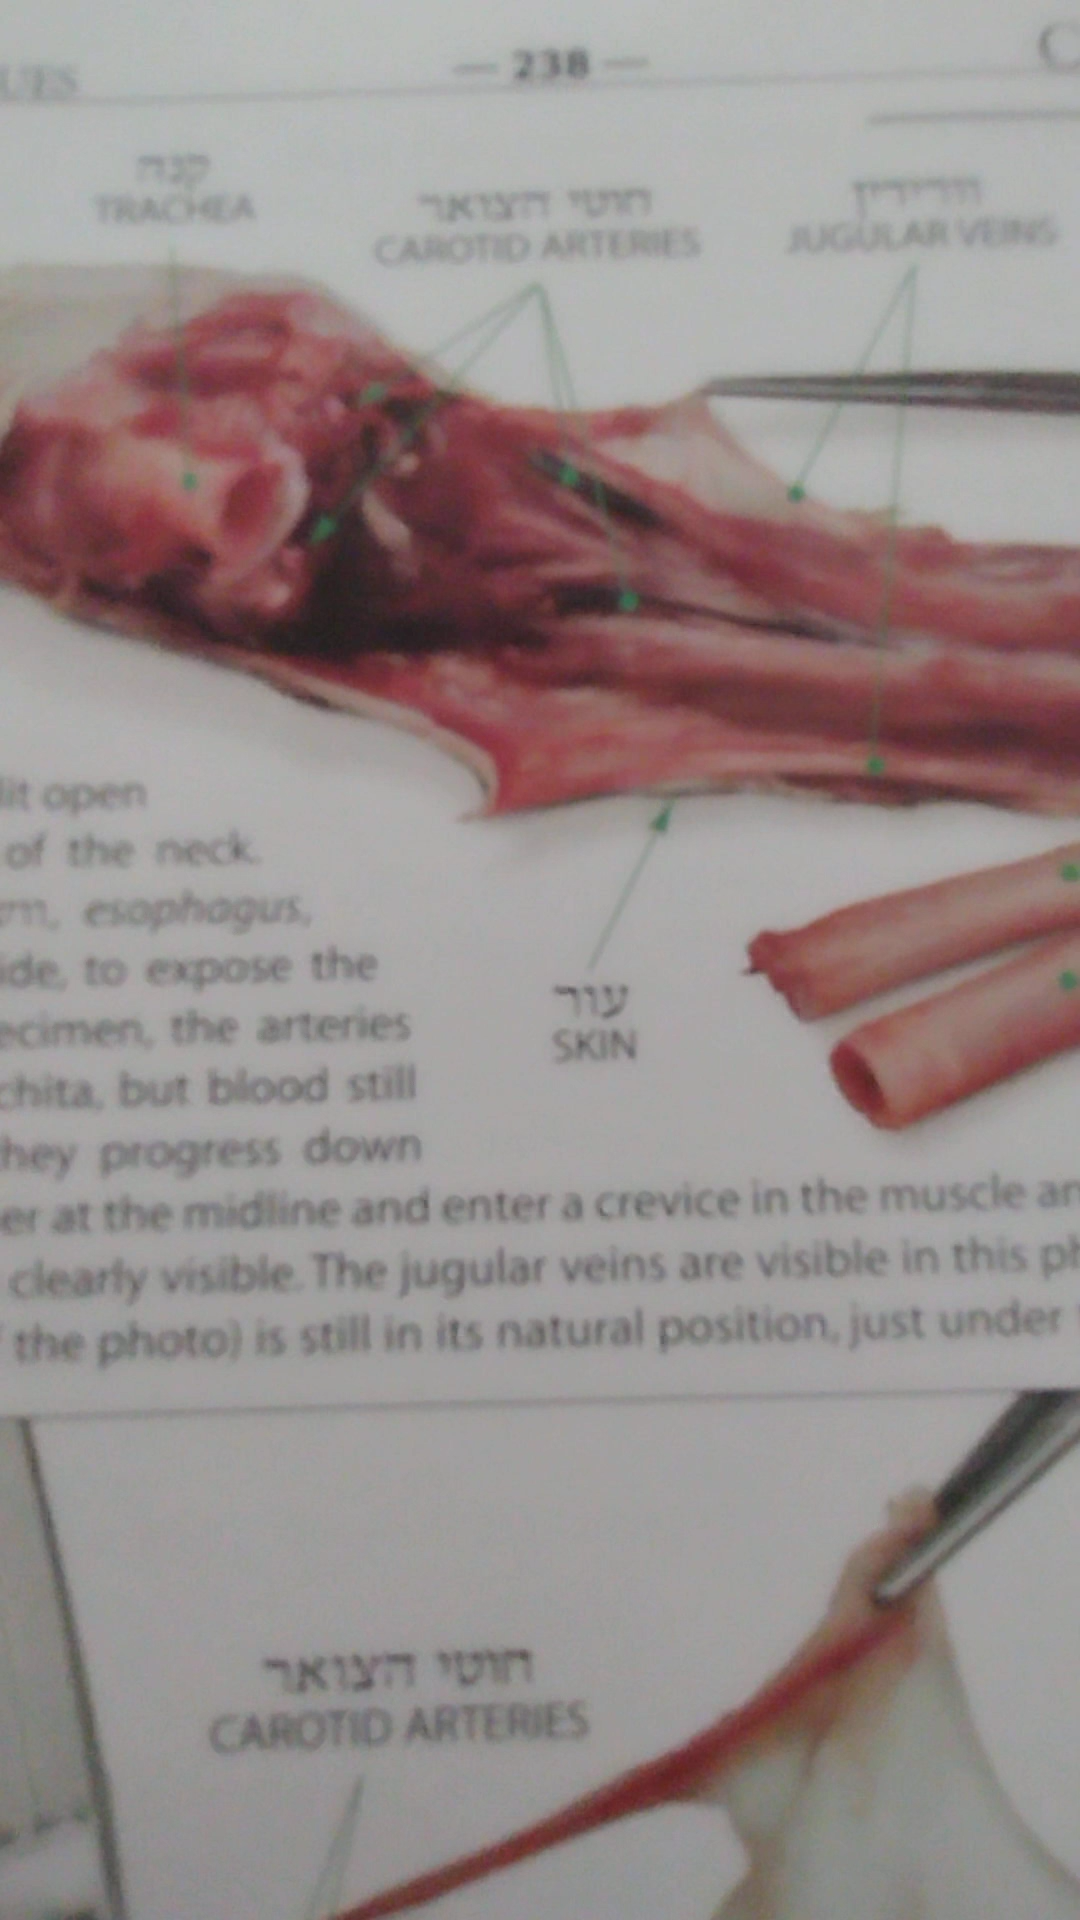 UES
— 238 —
C
קנה
TRACHEA
חוטי הצואר
CAROTID ARTERIES
ורידין
JUGULAR VEINS
lit open
of the neck.
esophagus,
ide, to expose the
ecimen, the arteries
chita, but blood still
they progress down
er at the midline and enter a crevice in the muscle an
clearly visible. The jugular veins are visible in this ph
the photo) is still in its natural position, just under
עור
SKIN
חוטי הצואר
CAROTID ARTERIES